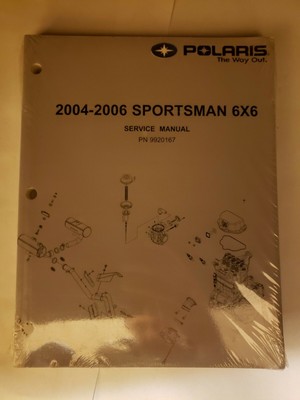 POLARIS
The Way Out.
2004-2006 SPORTSMAN 6X6
SERVICE MANUAL
PN 9920167